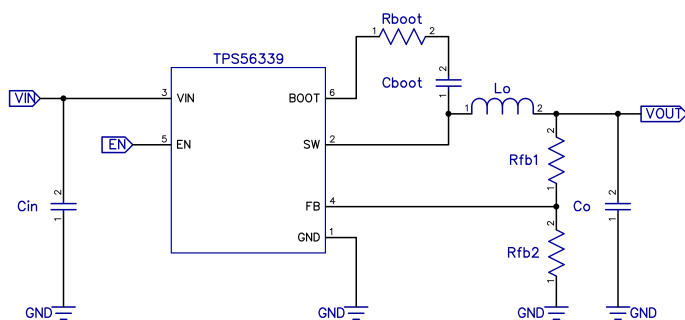 Rboot
1 2
TPS56339
2
Cboot
1
Lo
1 2
VIN
3 VIN
BOOT 6
VOUT
EN
5 EN
SW 2
2
Rfb1
1
FB 4
2
Cin
1
2
Co
1
2
Rfb2
1
GND 1
GND
GND
GND
GND